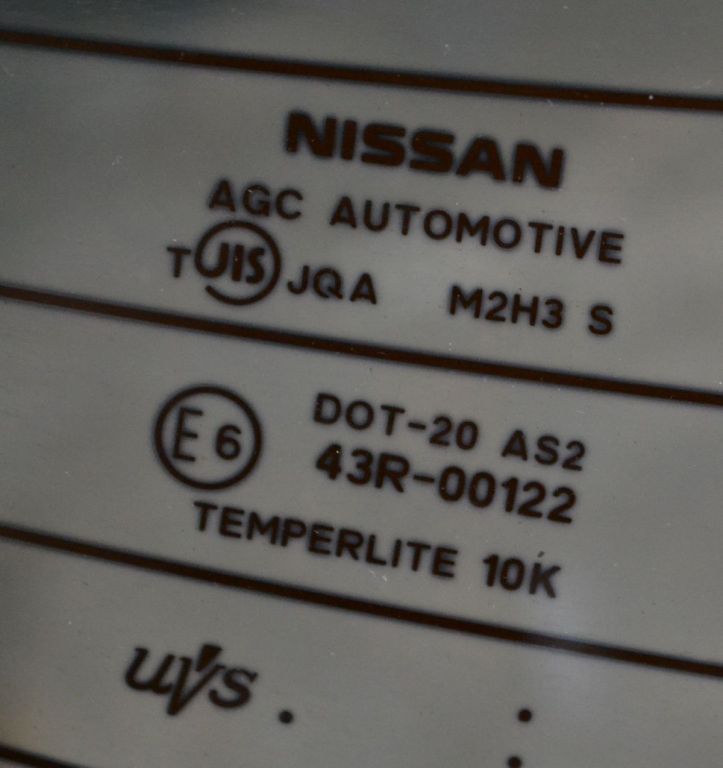 NISSAN
AGC AUTOMOTIVE
T JIS JQA M2H3 S
E6 DOT-20 AS2
43R-00122
TEMPERLITE 10K
uvs .